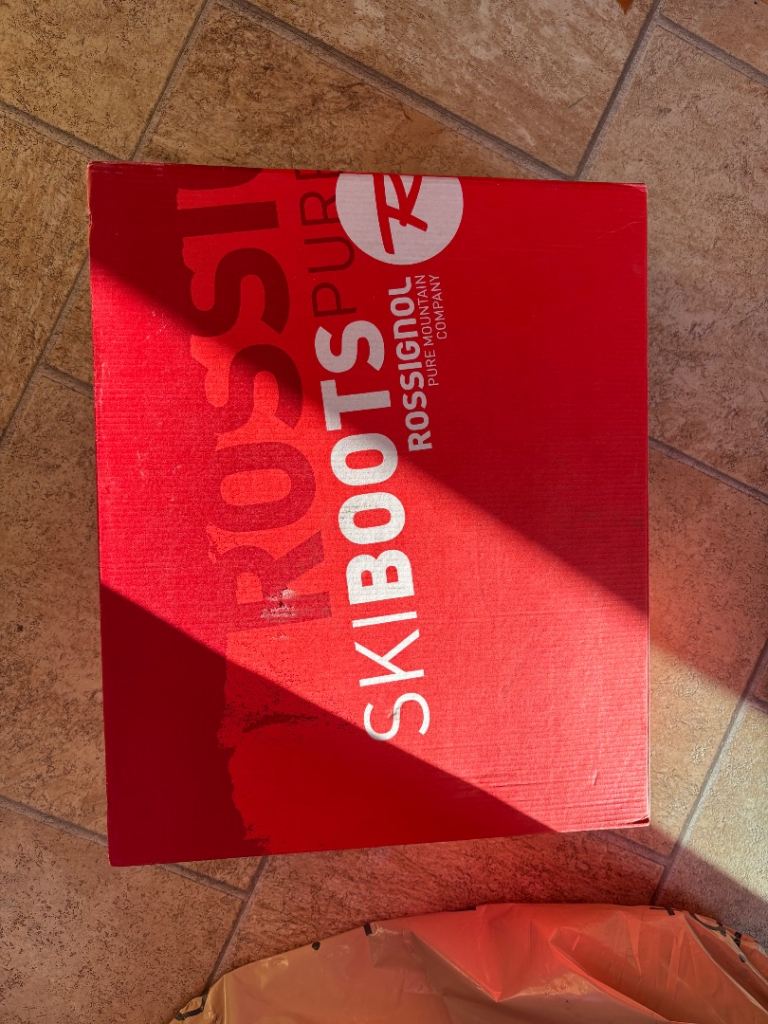 ROSSI
PURE
SKIBOOTS
R
ROSSIGNOL
PURE MOUNTAIN
COMPANY